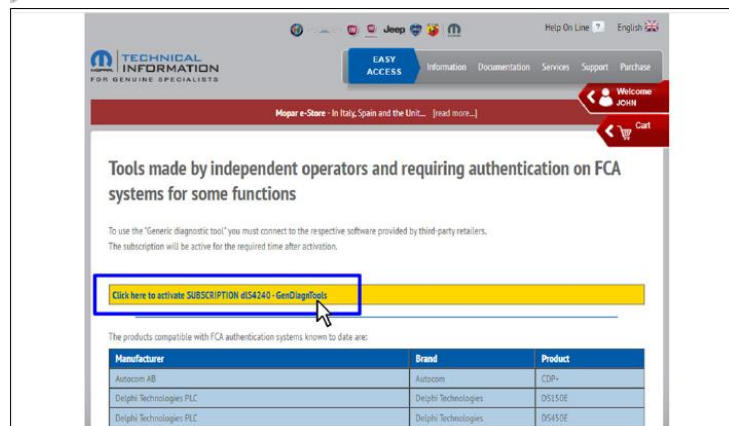 Jeep
Help On Line ? English
TECHNICAL
INFORMATION
FOR GENUINE SPECIALISTS
EASY
ACCESS
Information Documentation Services Support Purchase
Welcome
JOHN
Mopar e-Store - In Italy, Spain and the Unit... [read more...]
Cart
Tools made by independent operators and requiring authentication on FCA
systems for some functions
To use the "Generic diagnostic tool" you must connect to the respective software provided by third-party retailers.
The subscription will be active for the required time after activation.
Click here to activate SUBSCRIPTION dlS4240 - GenDiagnTools
The products compatible with FCA authentication systems known to date are:
Manufacturer Brand Product
Autocom AB Autocom CDP+
Delphi Technologies PLC Delphi Technologies DS150E
Delphi Technologies PLC Delphi Technologies DS450E